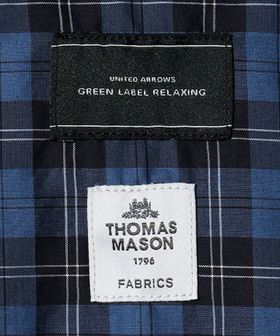 UNITED ARROWS
GREEN LABEL RELAXING
THOMAS
MASON
1796
FABRICS